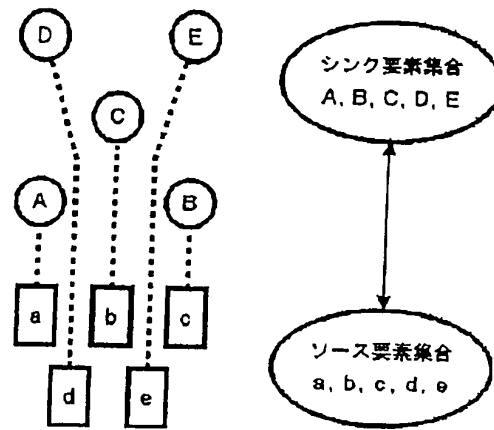 D E
C
A B
a b c
d e
シンク要素集合
A, B, C, D, E
ソース要素集合
a, b, c, d, e